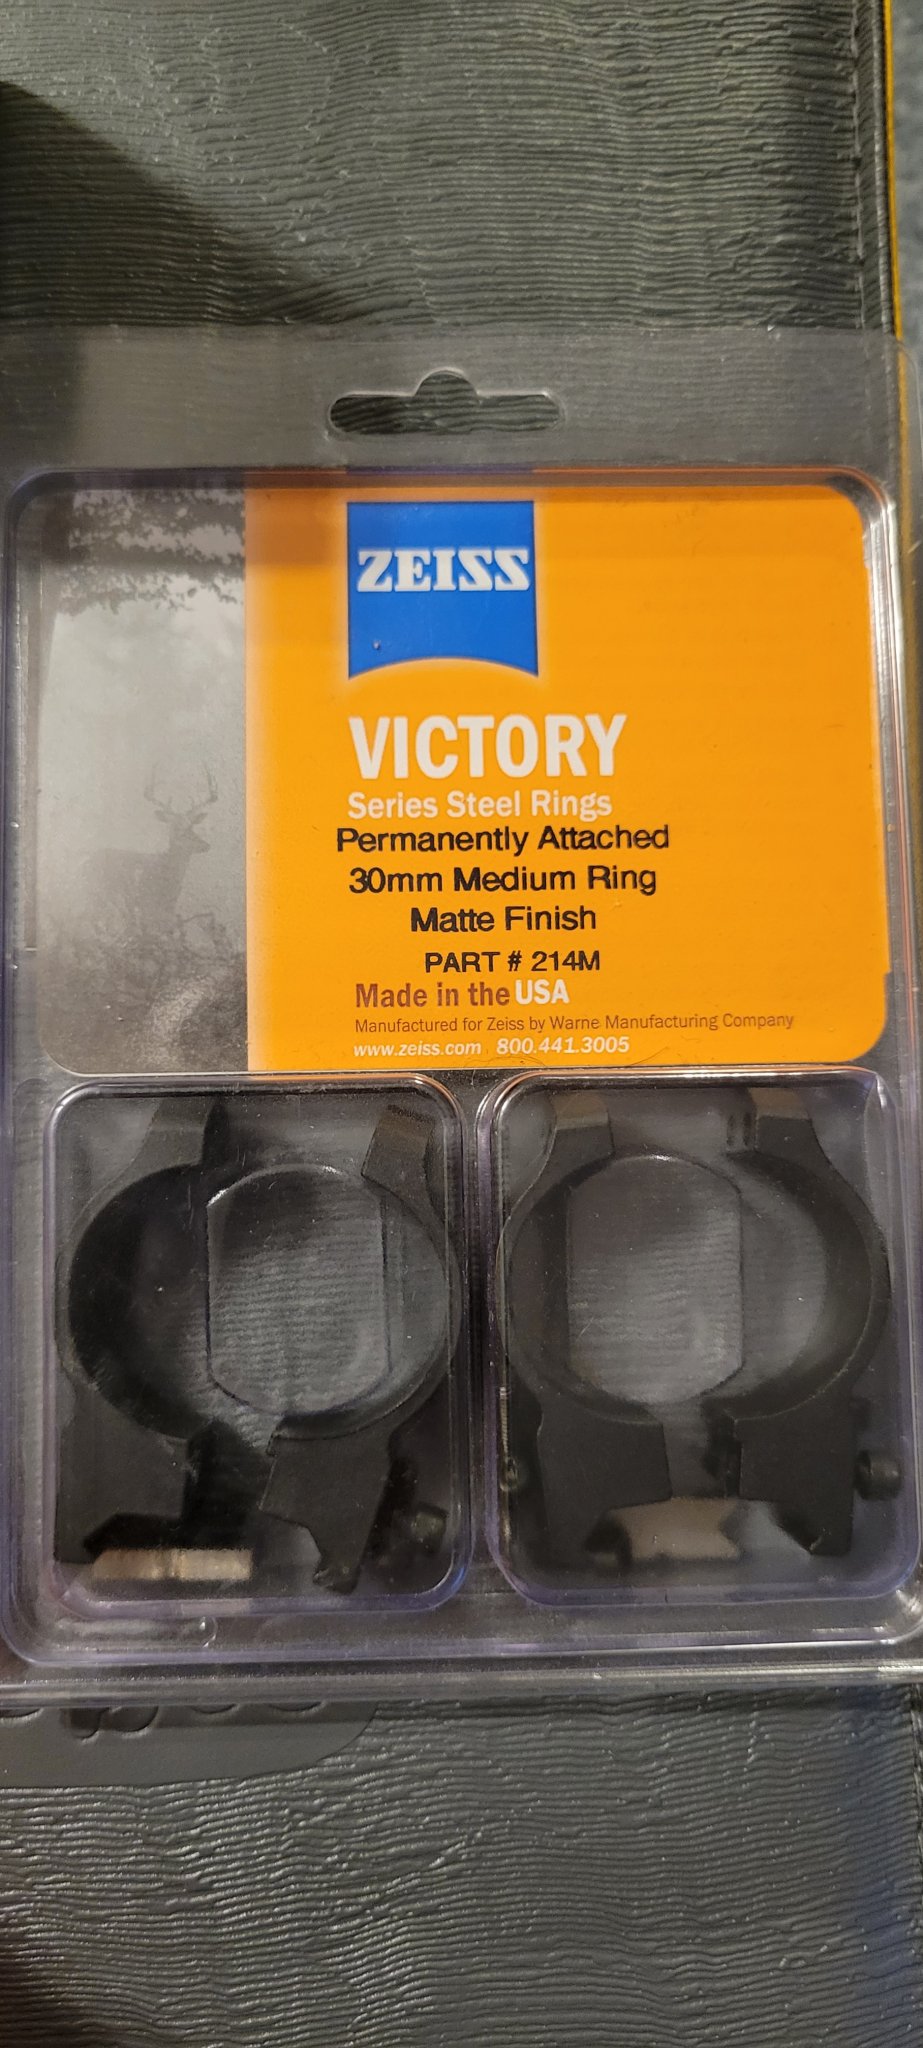 ZEISS
VICTORY
Series Steel Rings
Permanently Attached
30mm Medium Ring
Matte Finish
PART # 214M
Made in the USA
Manufactured for Zeiss by Warne Manufacturing Company
www.zeiss.com 800.441.3005